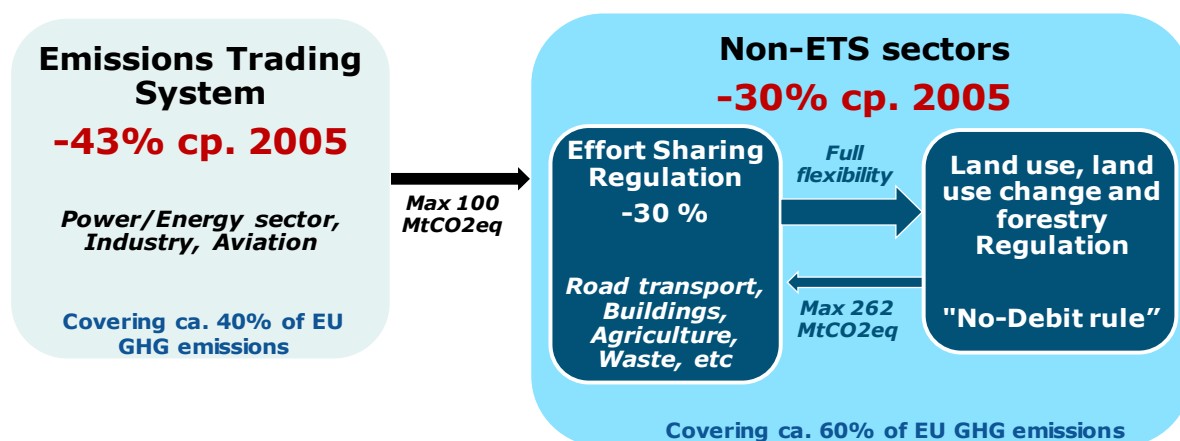 Emissions Trading
System
-43% cp. 2005
Power/Energy sector,
Industry, Aviation
Covering ca. 40% of EU
GHG emissions
Max 100
MtCO2eq
Non-ETS sectors
-30% cp. 2005
Effort Sharing
Regulation
-30 %
Road transport,
Buildings,
Agriculture,
Waste, etc
Full
flexibility
Max 262
MtCO2eq
Land use, land
use change and
forestry
Regulation
"No-Debit rule”
Covering ca. 60% of EU GHG emissions